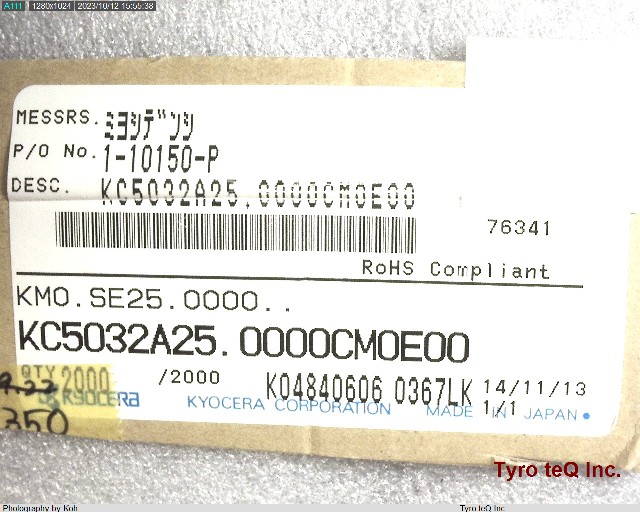 A111 1280x1024 2023/10/12 15:55:38
MESSRS. ミヨシデンシ
P/O No. 1-10150-P
DESC. KC5032A25.0000CM0E00
76341
RoHS Compliant
KMO.SE25.0000..
KC5032A25.0000CM0E00
QTY 2000 /2000 K04840606 0367LK 14/11/13
KYOCERA KYOCERA CORPORATION MADE IN JAPAN 1/1
350
Tyro teQ Inc.
Photography by Koh Tyro teQ Inc